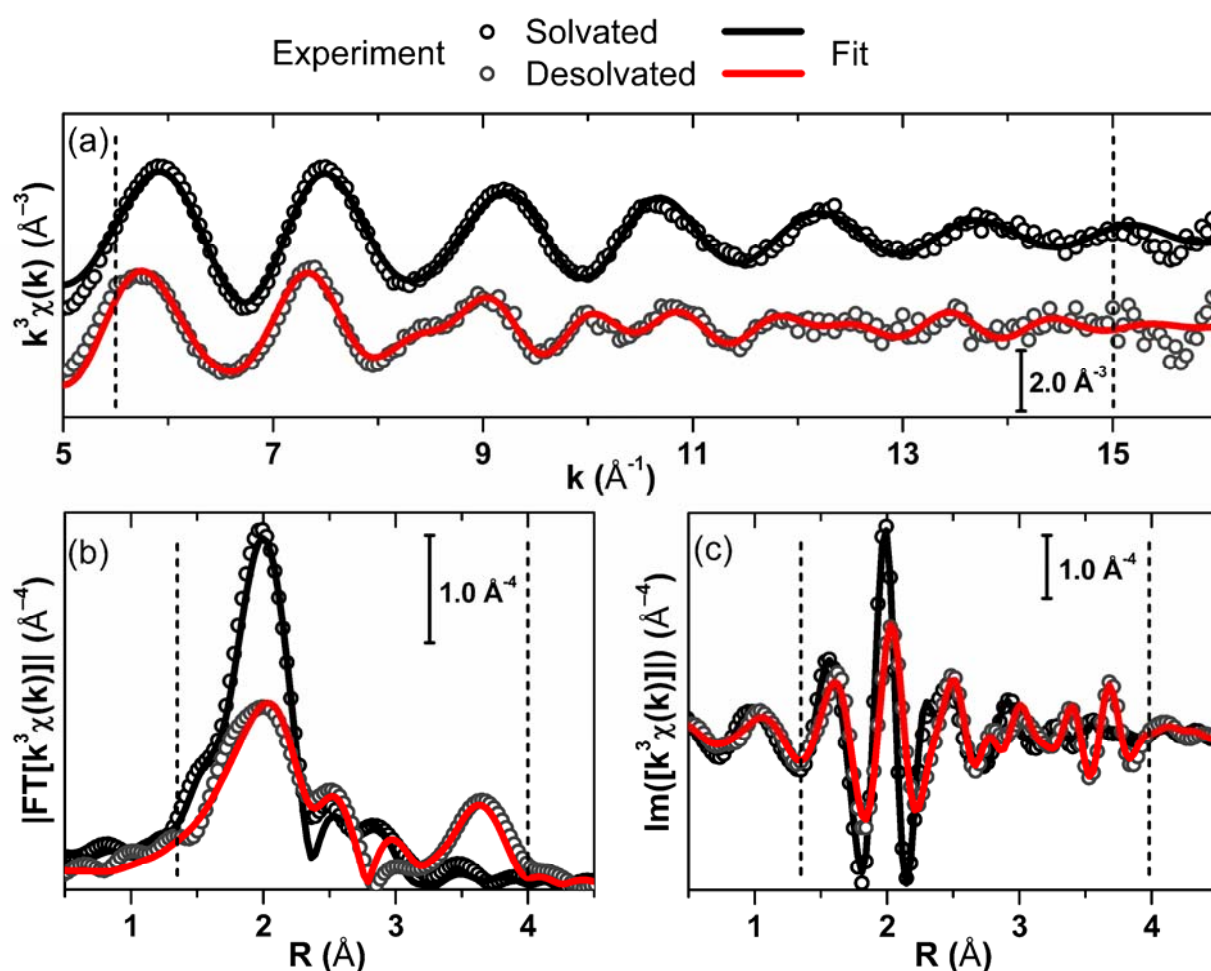 Experiment Solvated Fit
Desolvated
(a)
k³χ(k) (Å⁻³)
2.0 Å⁻³
5 7 9 11 13 15
k (Å⁻¹)
(b)
|FT[k³χ(k)]| (Å⁻⁴)
1.0 Å⁻⁴
1 2 3 4
R (Å)
(c)
Im([k³χ(k)]|) (Å⁻⁴)
1.0 Å⁻⁴
1 2 3 4
R (Å)